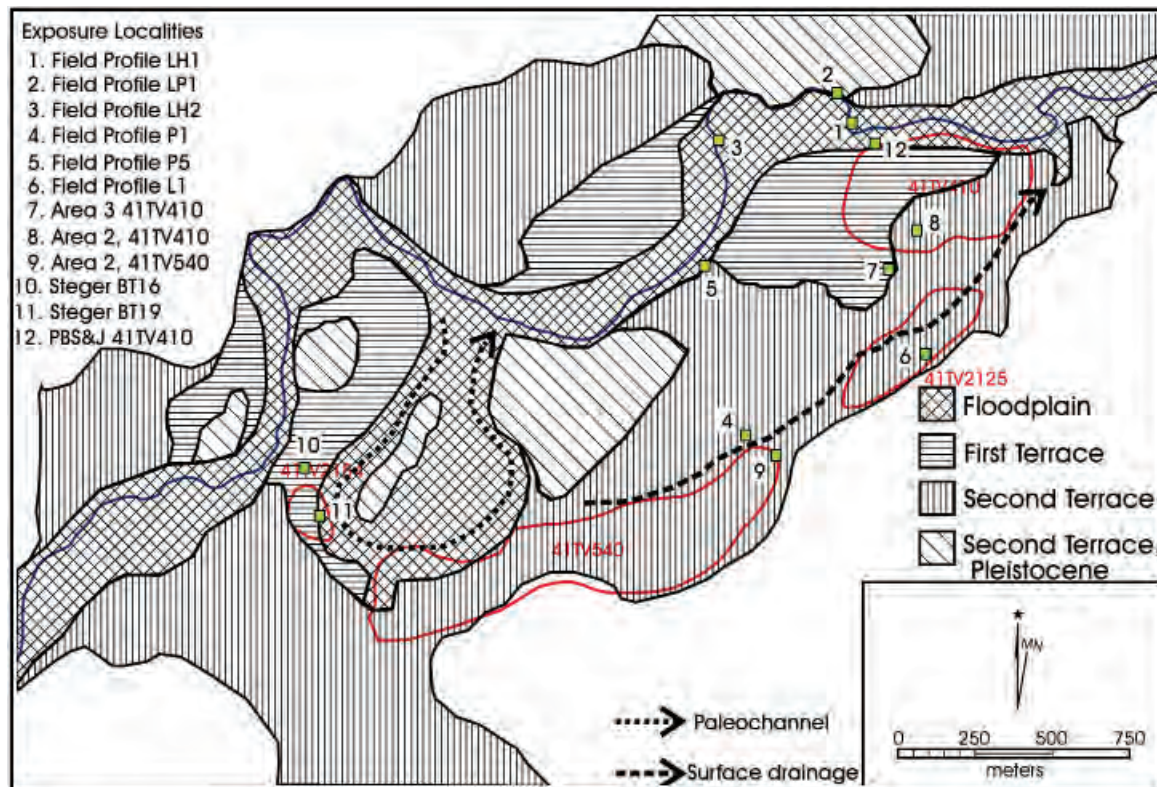 Exposure Localities
1. Field Profile LH1
2. Field Profile LP1
3. Field Profile LH2
4. Field Profile P1
5. Field Profile P5
6. Field Profile L1
7. Area 3 41TV410
8. Area 2, 41TV410
9. Area 2, 41TV540
10. Steger BT16
11. Steger BT19
12. PBS&J 41TV410
2
1
3
12
41TV410
8
5
7
6
41TV2125
4
9
10
11
41TV540
Floodplain
First Terrace
Second Terrace
Second Terrace,
Pleistocene
MN
Paleochannel
Surface drainage
0 250 500 750
meters